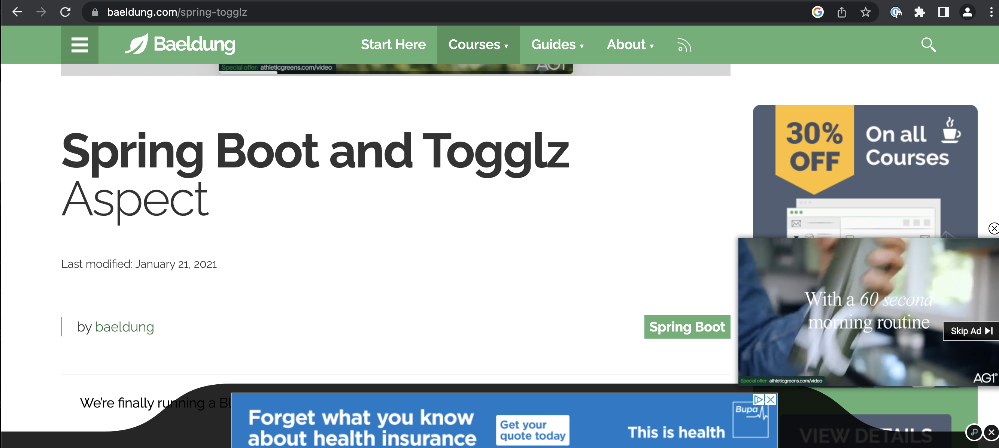 baeldung.com/spring-togglz
Baeldung
Start Here
Courses ▾
Guides ▾
About ▾
Special offer: athleticgreens.com/video
AG1
Spring Boot and Togglz
Aspect
30%
OFF
On all
Courses
Last modified: January 21, 2021
by baeldung
Spring Boot
With a 60 second
morning routine
Skip Ad
Special offer: athleticgreens.com/video
AG1
We're finally running a Bl
Forget what you know
about health insurance
Get your
quote today
This is health
Bupa
VIEW DETAILS